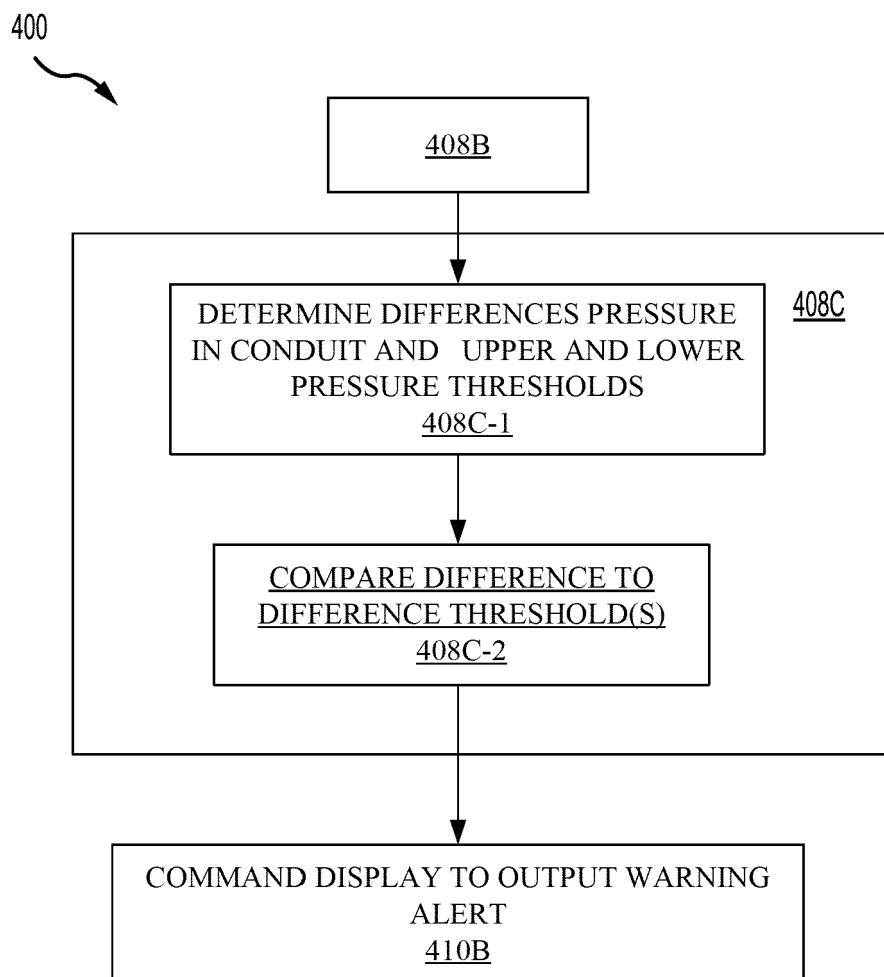 400
408B
408C
DETERMINE DIFFERENCES PRESSURE
IN CONDUIT AND UPPER AND LOWER
PRESSURE THRESHOLDS
408C-1
COMPARE DIFFERENCE TO
DIFFERENCE THRESHOLD(S)
408C-2
COMMAND DISPLAY TO OUTPUT WARNING
ALERT
410B